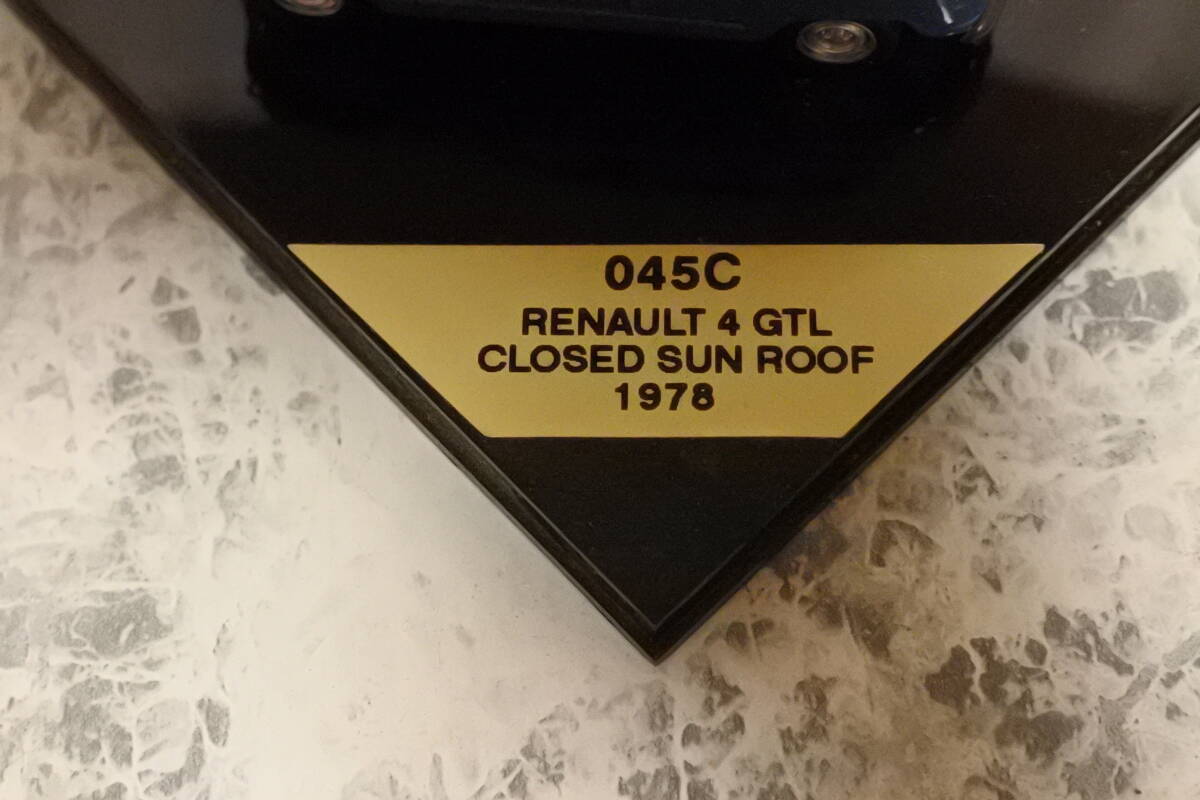 045C
RENAULT 4 GTL
CLOSED SUN ROOF
1978